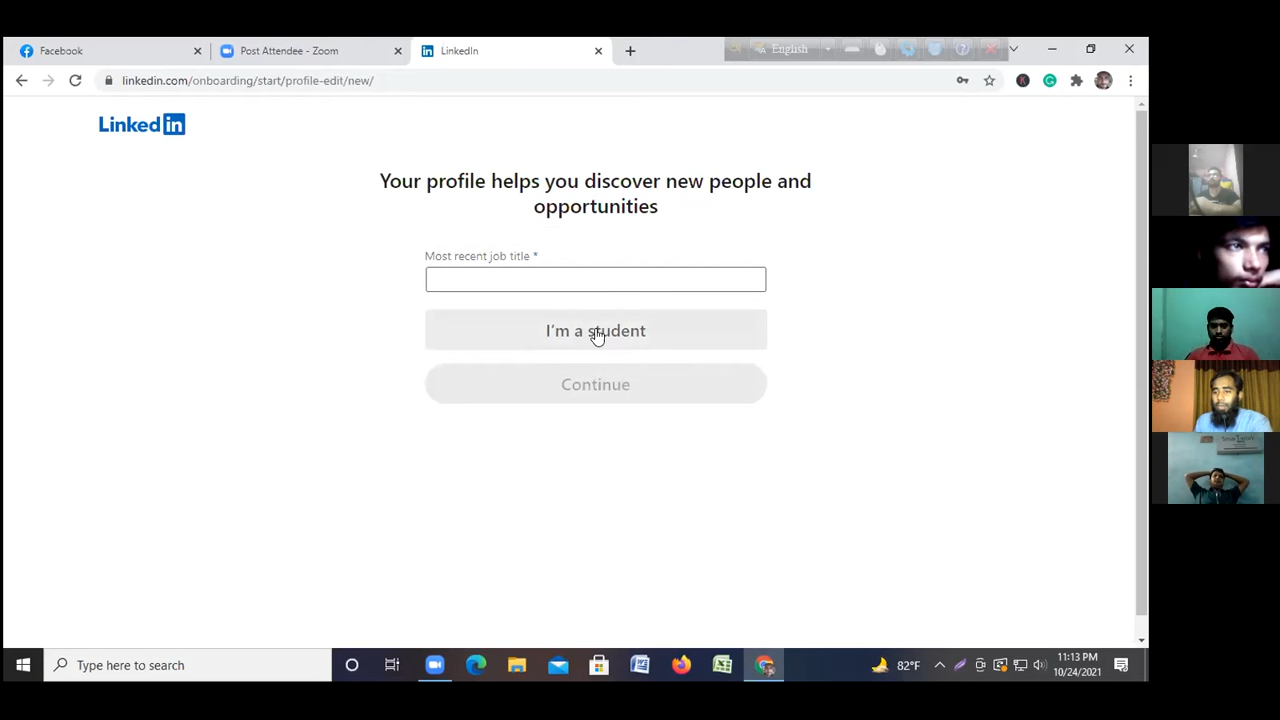 Facebook
Post Attendee - Zoom
LinkedIn
English
linkedin.com/onboarding/start/profile-edit/new/
LinkedIn
Your profile helps you discover new people and
opportunities
Most recent job title *
I'm a student
Continue
Type here to search
82°F
11:13 PM
10/24/2021